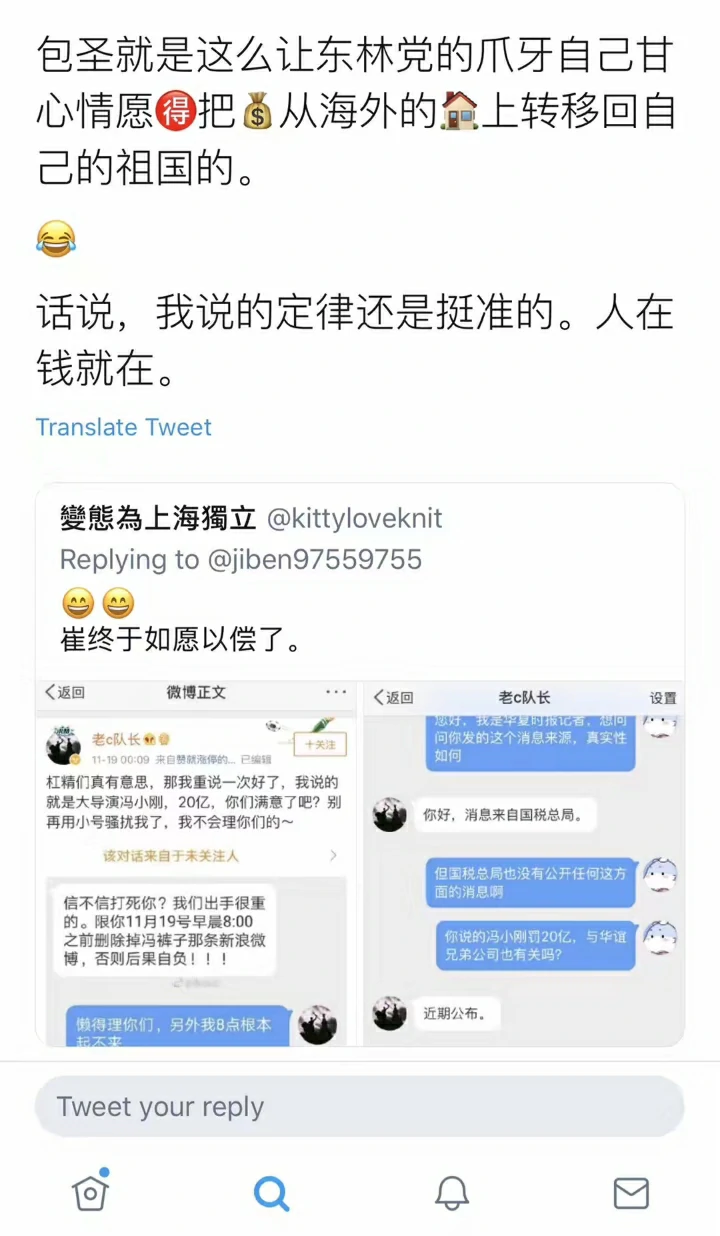 包圣就是这么让东林党的爪牙自己甘
心情愿🉐把💰从海外的🏠上转移回自
己的祖国的。
😂
话说，我说的定律还是挺准的。人在
钱就在。
Translate Tweet
變態為上海獨立 @kittyloveknit
Replying to @jiben97559755
😄😄
崔终于如愿以偿了。
返回 微博正文 ···
老c队长
+关注
11-19 00:09 来自赞就涨停的... 已编辑
杠精们真有意思，那我重说一次好了，我说的
就是大导演冯小刚，20亿，你们满意了吧？别
再用小号骚扰我了，我不会理你们的～
该对话来自于未关注人
信不信打死你？我们出手很重
的。限你11月19号早晨8:00
之前删除掉冯裤子那条新浪微
博，否则后果自负！！！
懒得理你们，另外我8点根本
起不来
返回 老c队长 设置
您好，我是华夏时报记者，想问
问你发的这个消息来源，真实性
如何
你好，消息来自国税总局。
但国税总局也没有公开任何这方
面的消息啊
你说的冯小刚罚20亿，与华谊
兄弟公司也有关吗？
近期公布。
Tweet your reply